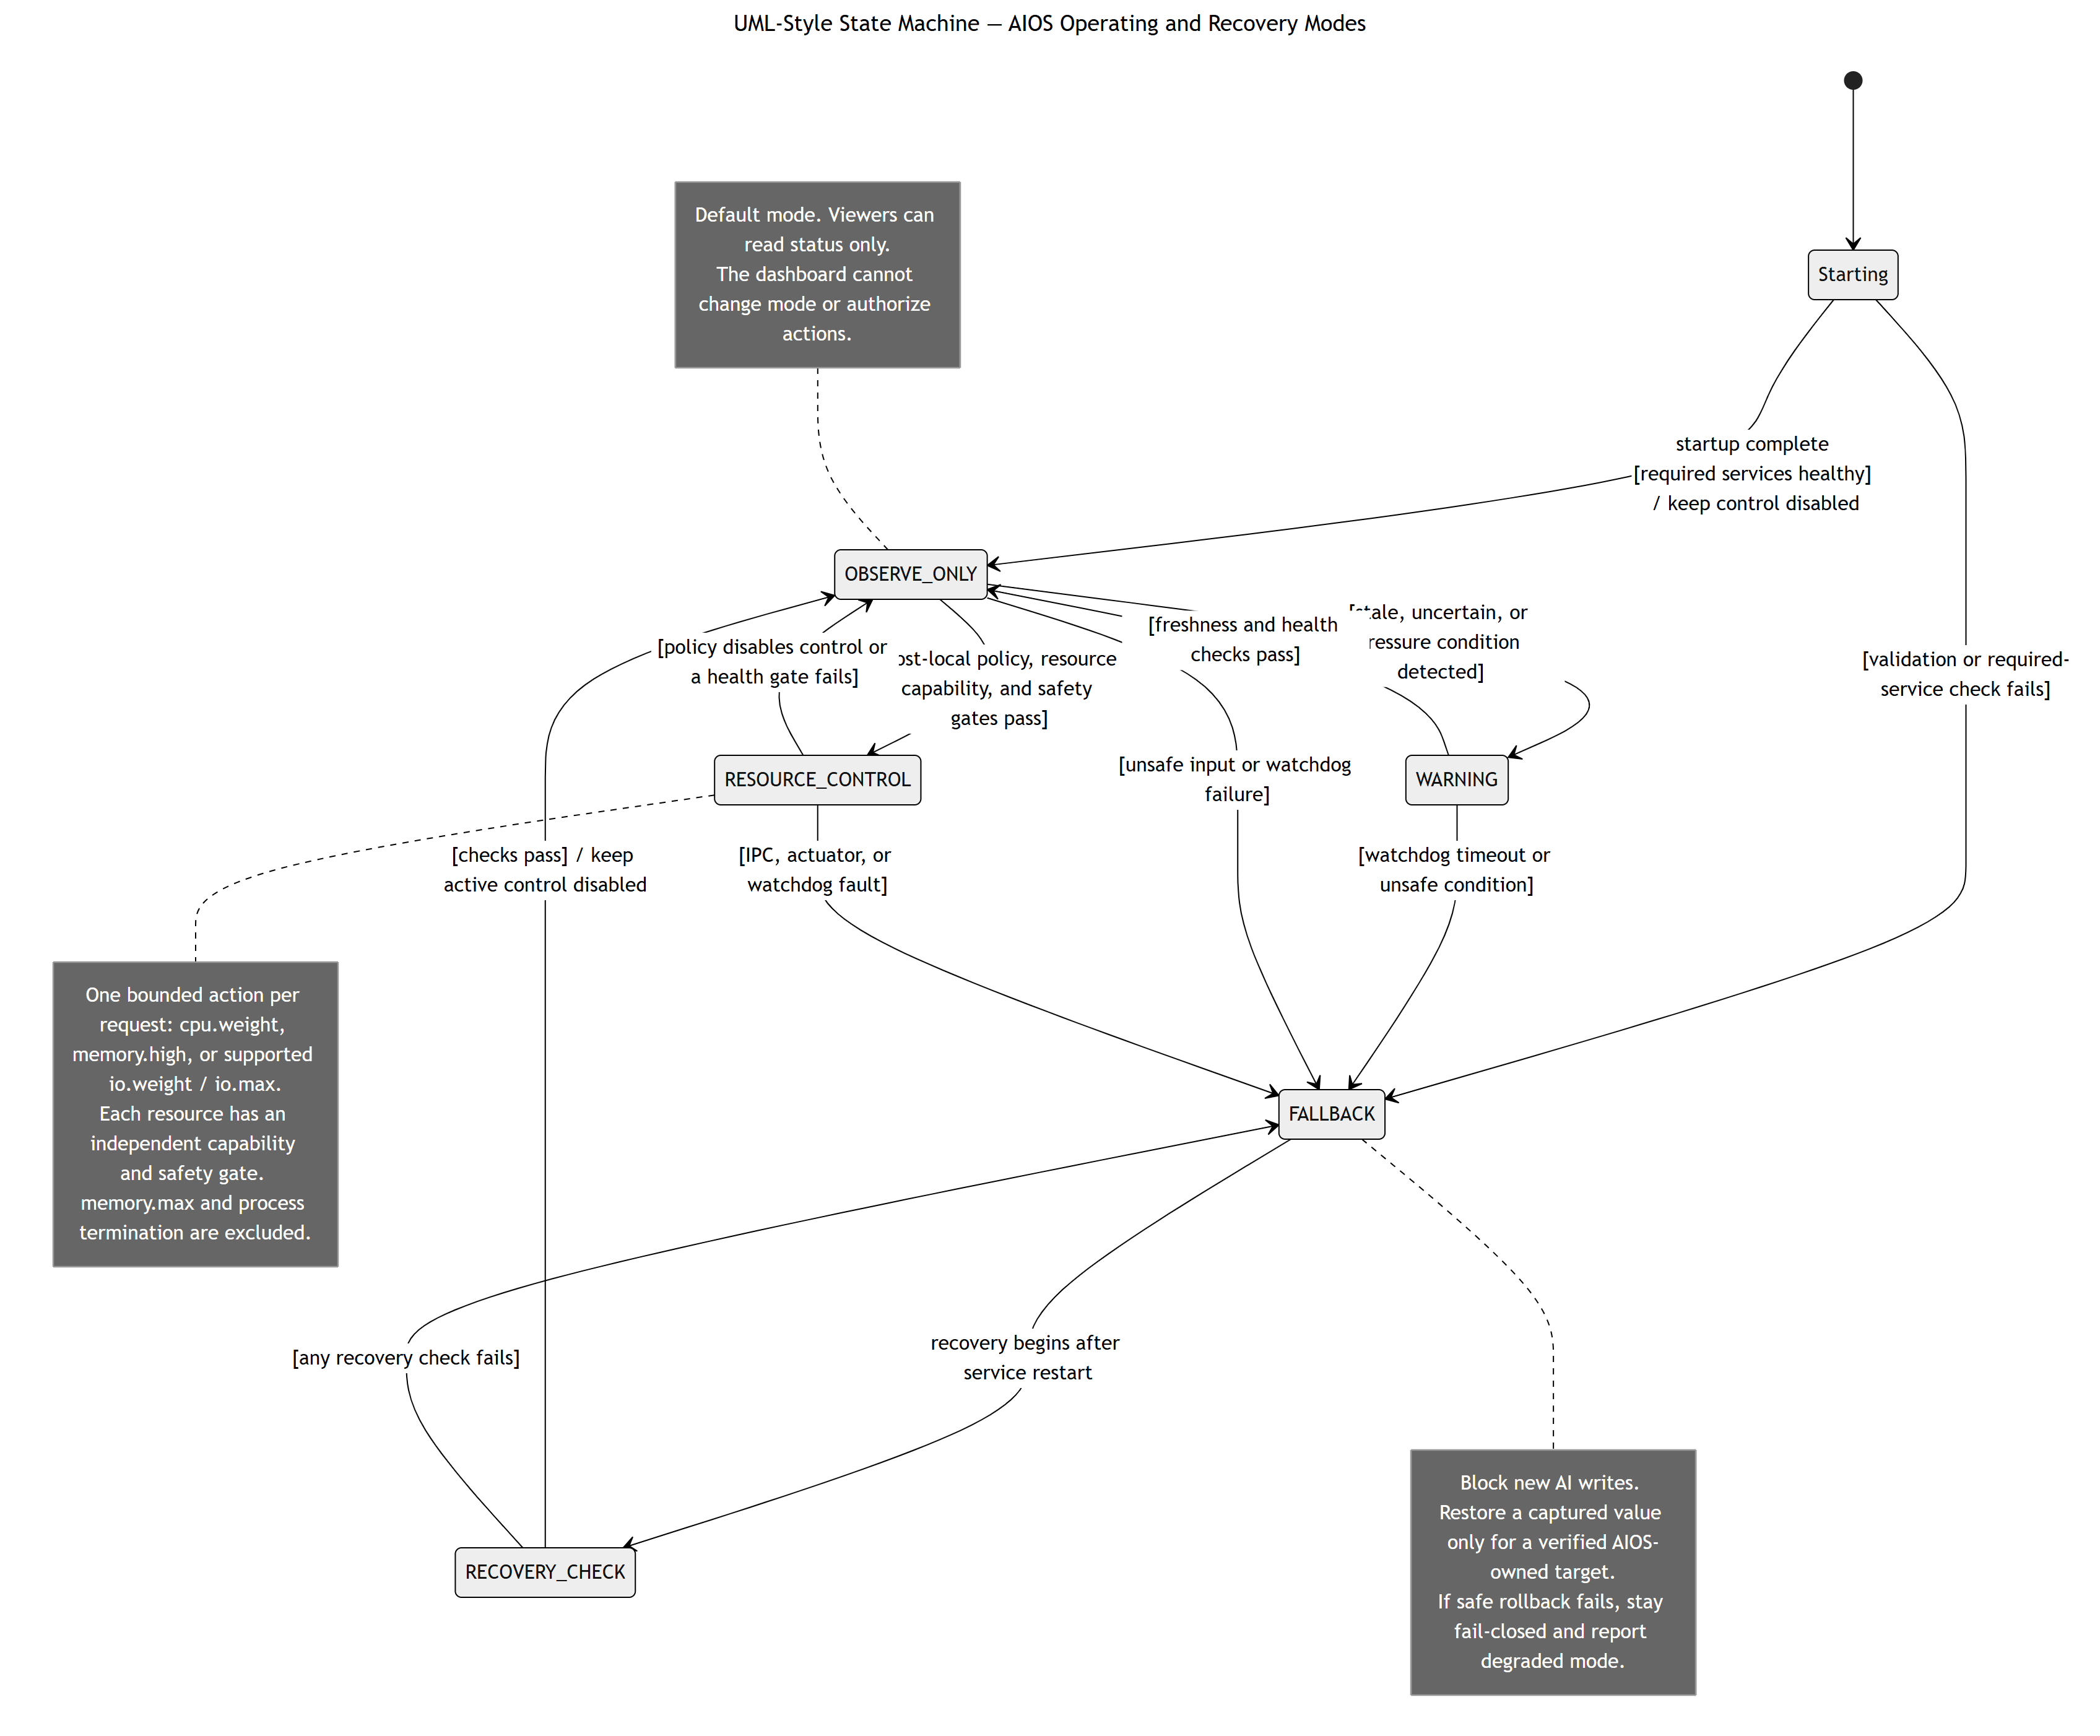 UML-Style State Machine — AIOS Operating and Recovery Modes
Default mode. Viewers can
read status only.
The dashboard cannot
change mode or authorize
actions.
Starting
startup complete
[required services healthy]
/ keep control disabled
OBSERVE_ONLY
[policy disables control or
a health gate fails]
policy, resource
capability, and safety
gates pass]
[freshness and health
checks pass]
uncertain, or
condition
detected]
[validation or required-
service check fails]
RESOURCE_CONTROL
[unsafe input or watchdog
failure]
WARNING
[checks pass] / keep
active control disabled
[IPC, actuator, or
watchdog fault]
[watchdog timeout or
unsafe condition]
One bounded action per
request: cpu.weight,
memory.high, or supported
io.weight / io.max.
Each resource has an
independent capability
and safety gate.
memory.max and process
termination are excluded.
FALLBACK
[any recovery check fails]
recovery begins after
service restart
RECOVERY_CHECK
Block new AI writes.
Restore a captured value
only for a verified AIOS-
owned target.
If safe rollback fails, stay
fail-closed and report
degraded mode.